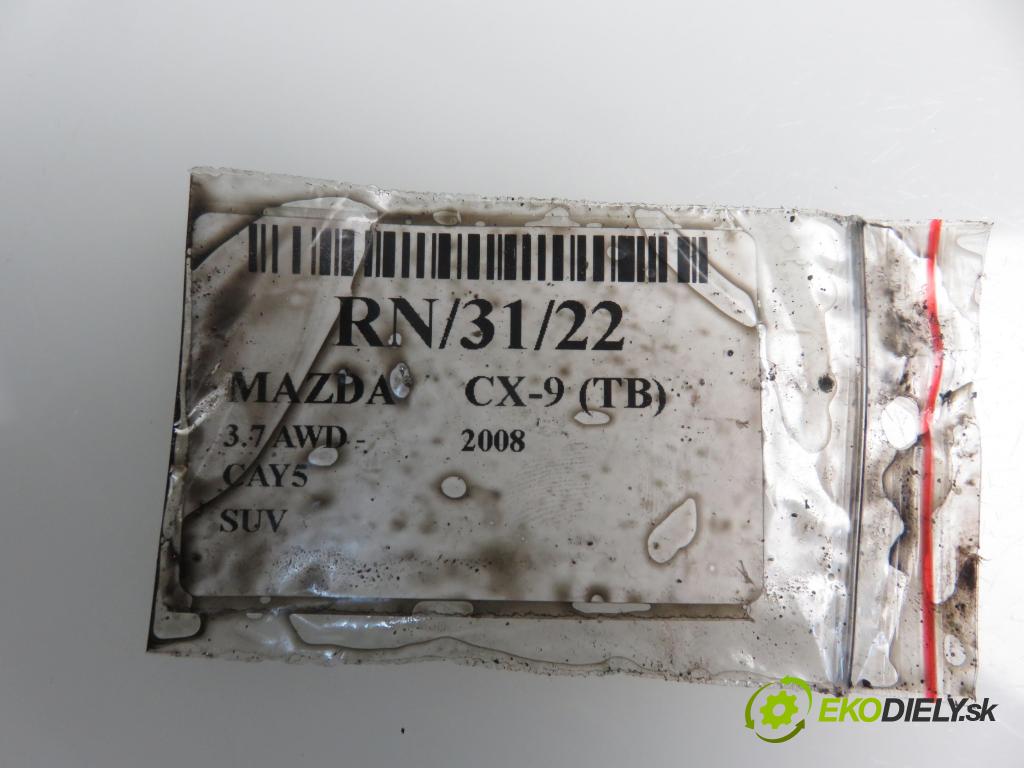 RN/31/22
MAZDA CX-9 (TB)
3.7 AWD - 2008
CAY5
SUV
EKODIELY.sk